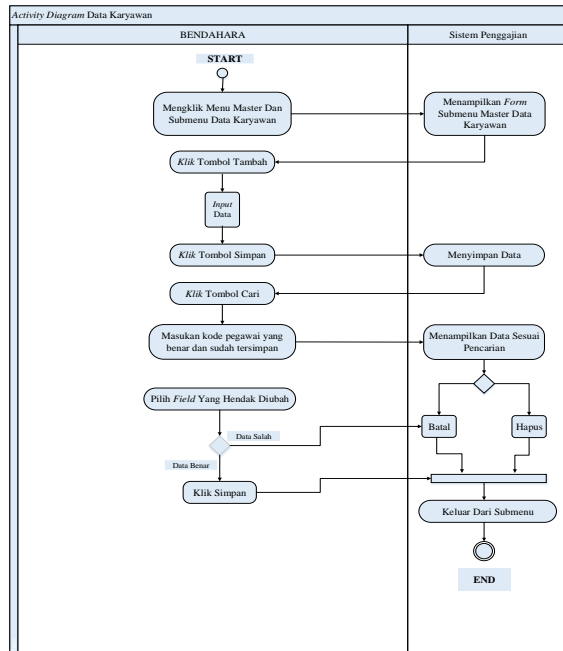 Activity Diagram Data Karyawan
BENDAHARA
Sistem Penggajian
START
Mengklik Menu Master Dan
Submenu Data Karyawan
Menampilkan Form
Submenu Master Data
Karyawan
Klik Tombol Tambah
Input
Data
Klik Tombol Simpan
Menyimpan Data
Klik Tombol Cari
Masukan kode pegawai yang
benar dan sudah tersimpan
Menampilkan Data Sesuai
Pencarian
Pilih Field Yang Hendak Diubah
Data Salah
Batal
Hapus
Data Benar
Klik Simpan
Keluar Dari Submenu
END